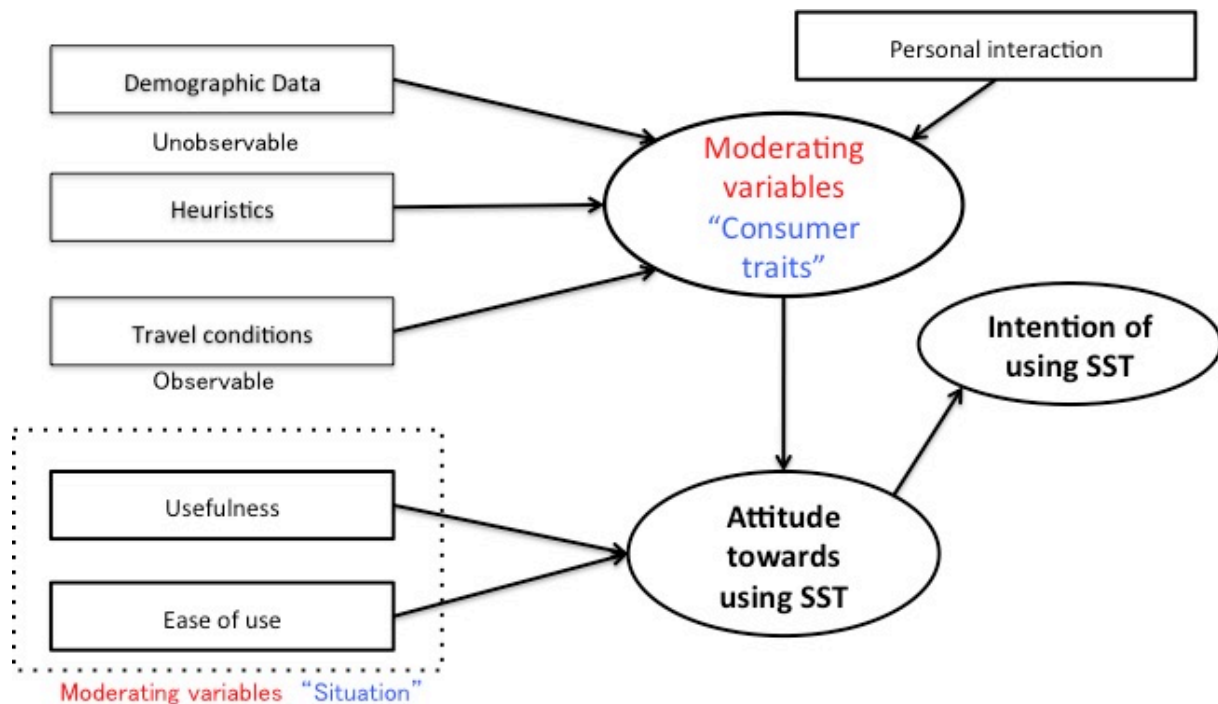 Personal interaction
Demographic Data
Unobservable
Heuristics
Moderating
variables
“Consumer
traits”
Travel conditions
Observable
Intention of
using SST
Usefulness
Ease of use
Attitude
towards
using SST
Moderating variables “Situation”